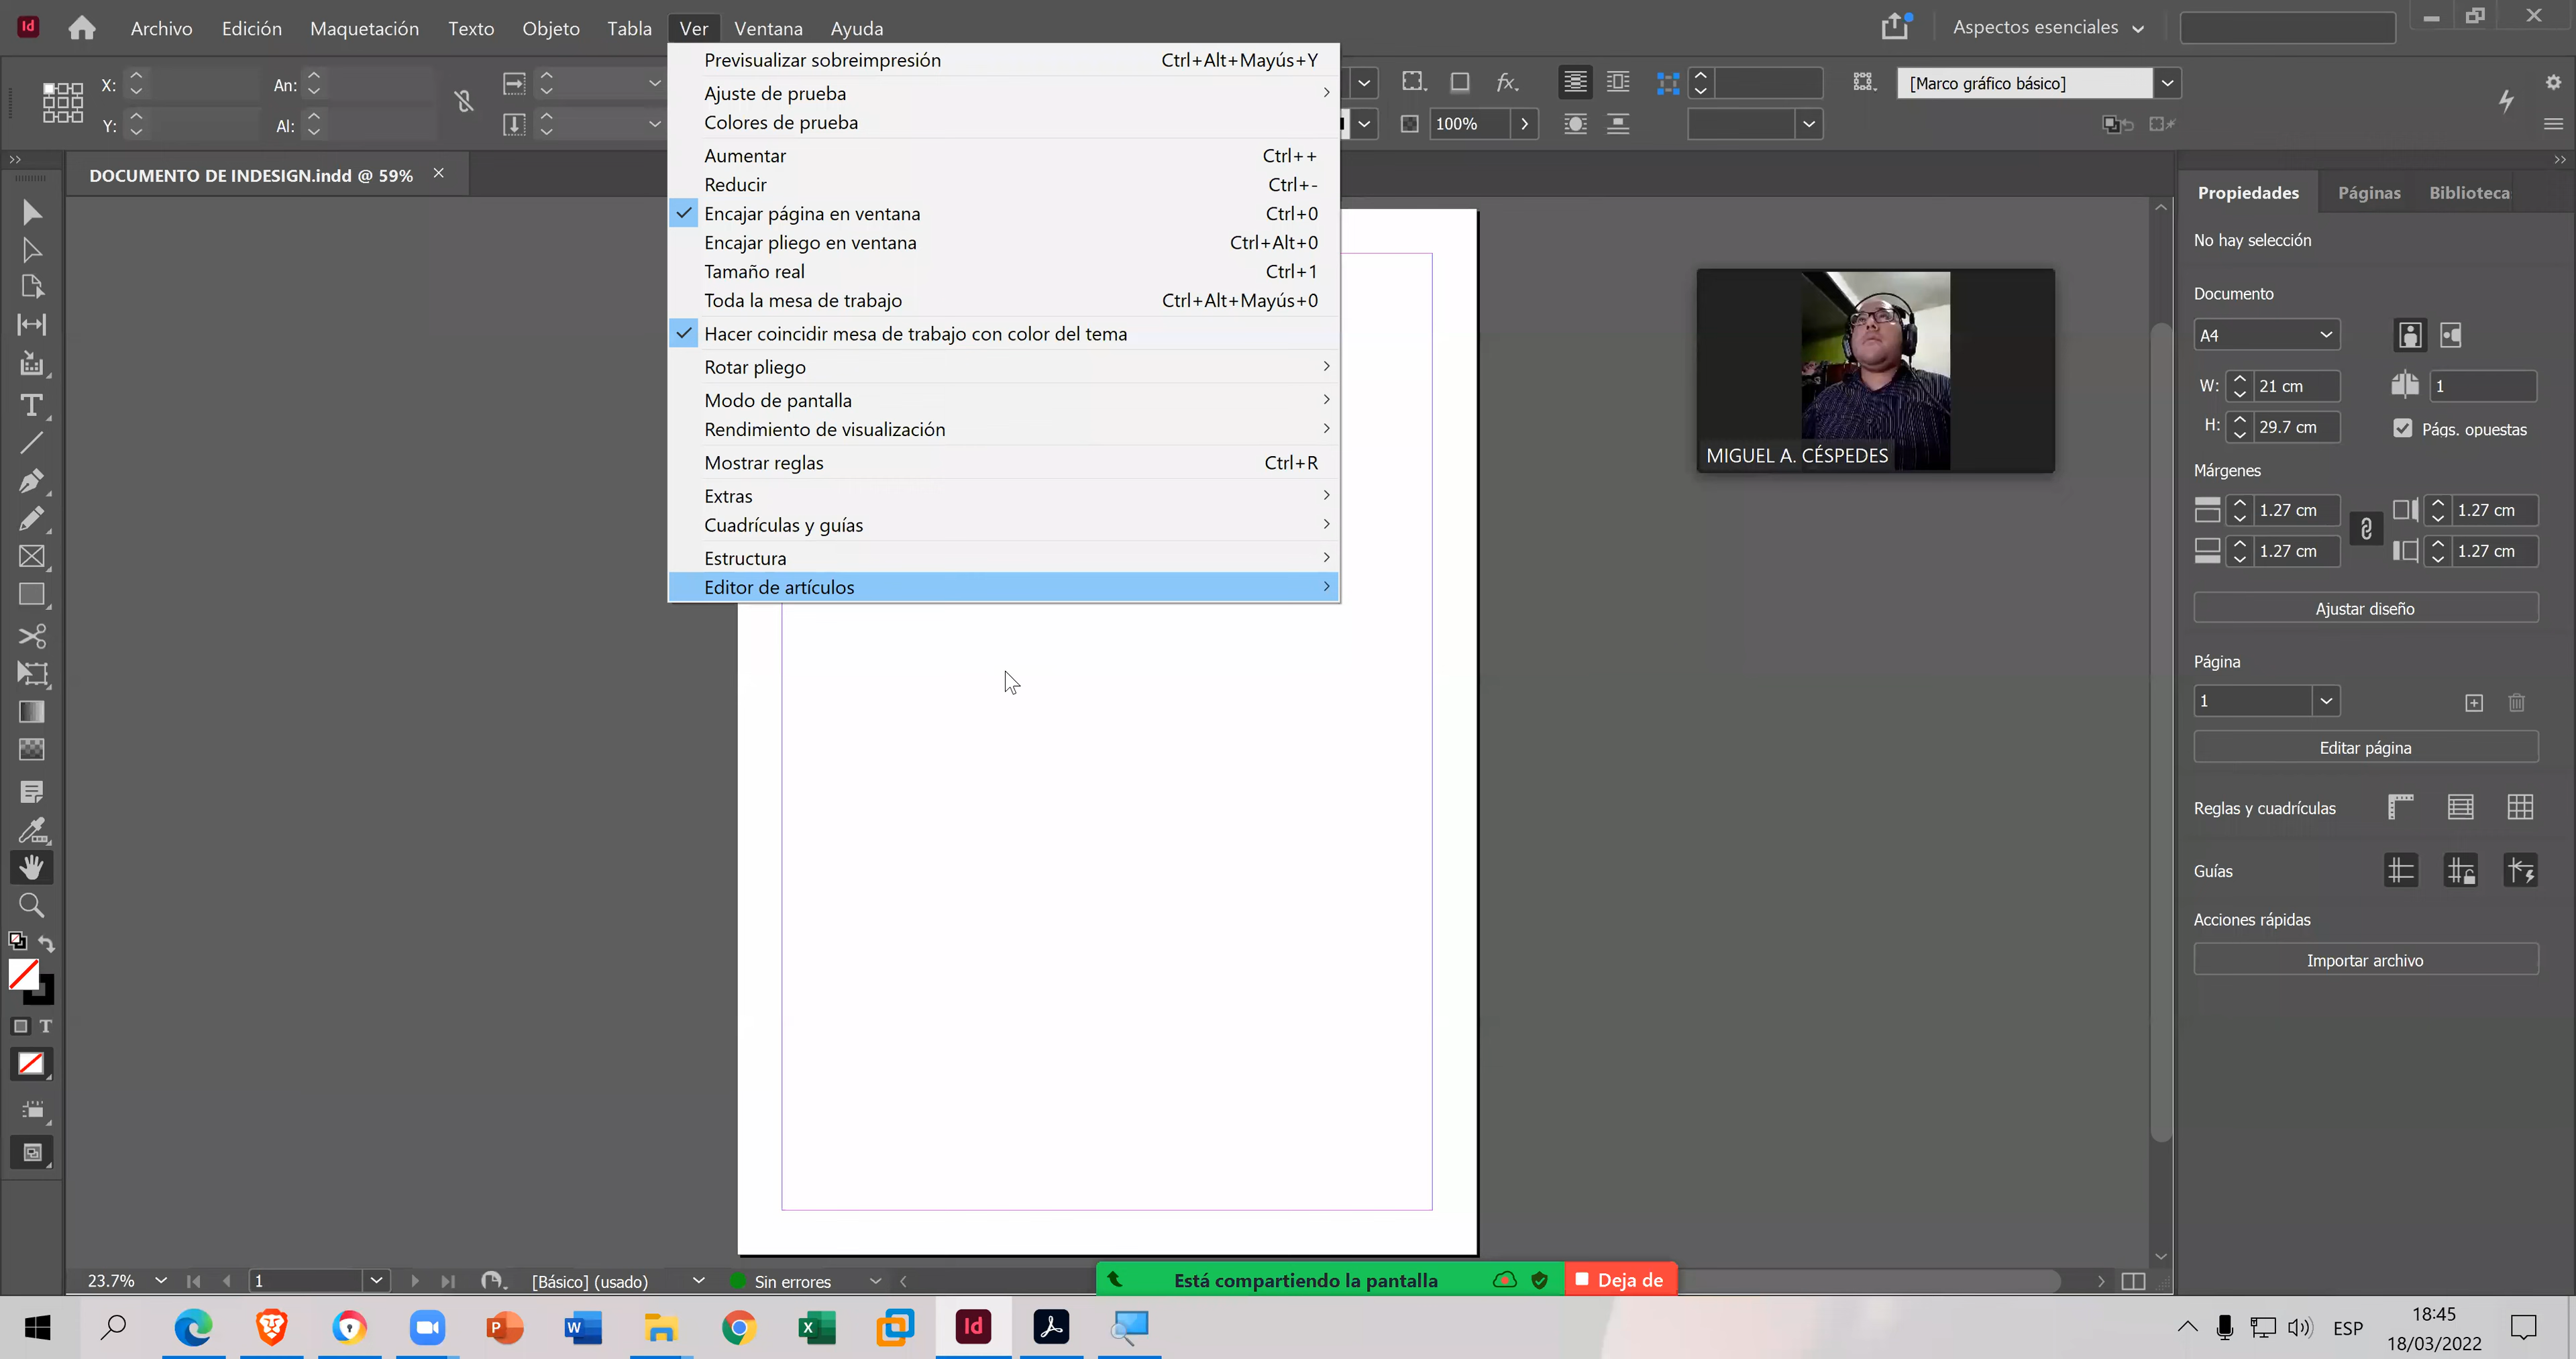 Id Archivo Edición Maquetación Texto Objeto Tabla Ver Ventana Ayuda Aspectos esenciales
X: An: [Marco gráfico básico]
Y: Al: 100%
DOCUMENTO DE INDESIGN.indd @ 59%
Previsualizar sobreimpresión Ctrl+Alt+Mayús+Y
Ajuste de prueba
Colores de prueba
Aumentar Ctrl++
Reducir Ctrl+-
Encajar página en ventana Ctrl+0
Encajar pliego en ventana Ctrl+Alt+0
Tamaño real Ctrl+1
Toda la mesa de trabajo Ctrl+Alt+Mayús+0
Hacer coincidir mesa de trabajo con color del tema
Rotar pliego
Modo de pantalla
Rendimiento de visualización
Mostrar reglas Ctrl+R
Extras
Cuadrículas y guías
Estructura
Editor de artículos
MIGUEL A. CÉSPEDES
Propiedades Páginas Biblioteca
No hay selección
Documento
A4
W: 21 cm 1
H: 29.7 cm Págs. opuestas
Márgenes
1.27 cm 1.27 cm
1.27 cm 1.27 cm
Ajustar diseño
Página
1
Editar página
Reglas y cuadrículas
Guías
Acciones rápidas
Importar archivo
23.7% 1 [Básico] (usado) Sin errores
Está compartiendo la pantalla Deja de
ESP 18:45
18/03/2022